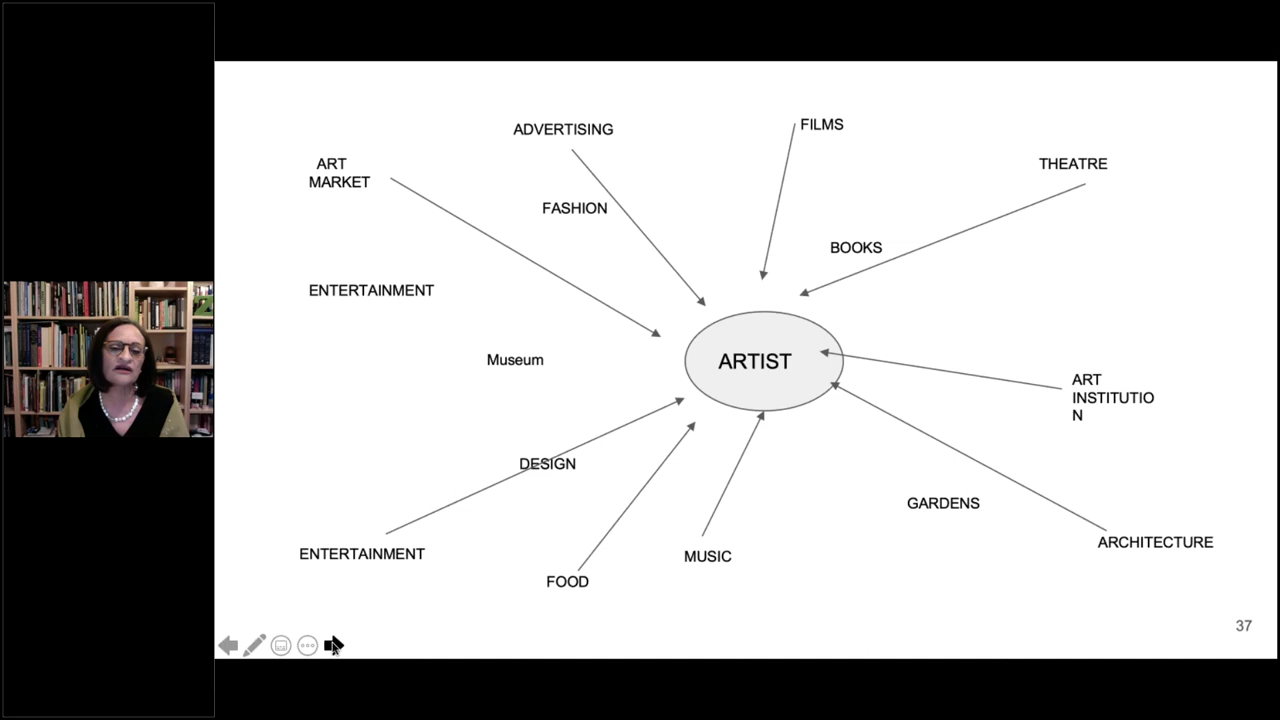 ADVERTISING
FILMS
ART
MARKET
THEATRE
FASHION
BOOKS
ENTERTAINMENT
Museum
ARTIST
ART
INSTITUTIO
N
DESIGN
GARDENS
ENTERTAINMENT
FOOD
MUSIC
ARCHITECTURE
37